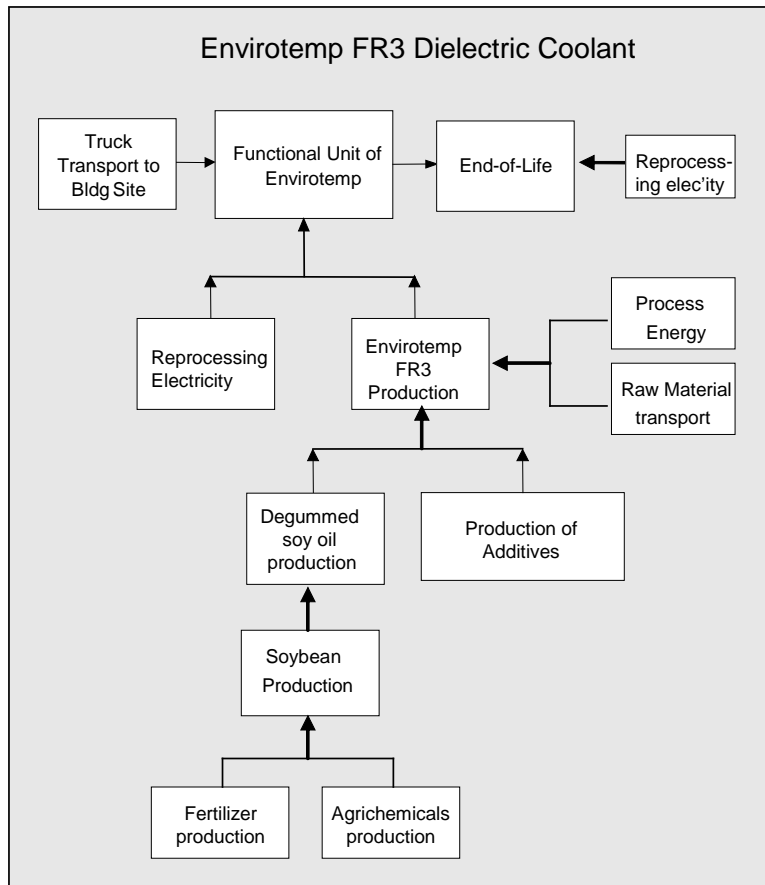 Envirotemp FR3 Dielectric Coolant
Truck
Transport to
Bldg Site
Functional Unit of
Envirotemp
End-of-Life
Reprocess-
ing elec'ity
Reprocessing
Electricity
Envirotemp
FR3
Production
Process
Energy
Raw Material
transport
Degummed
soy oil
production
Production of
Additives
Soybean
Production
Fertilizer
production
Agrichemicals
production